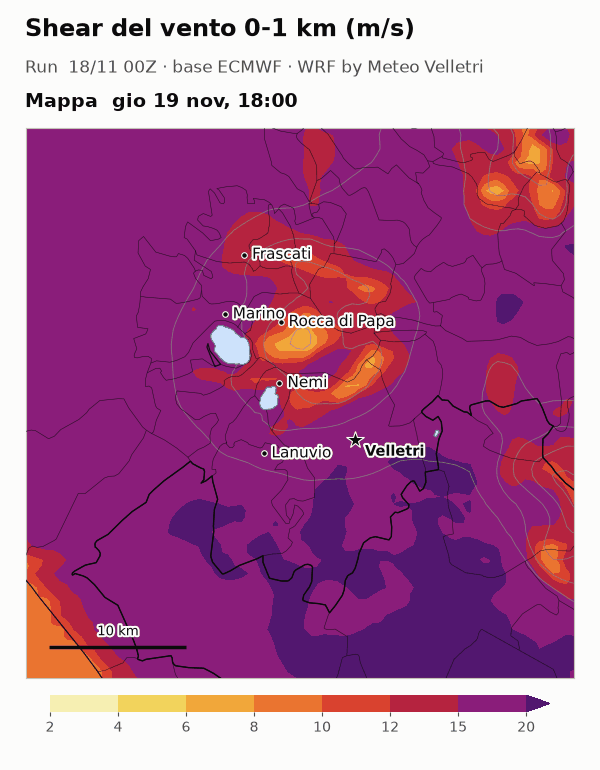 Shear del vento 0-1 km (m/s)
Run  18/11 00Z · base ECMWF · WRF by Meteo Velletri
Mappa  gio 19 nov, 18:00
Frascati
Marino
Rocca di Papa
Nemi
Velletri
Lanuvio
10 km
2 4 6 8 10 12 15 20